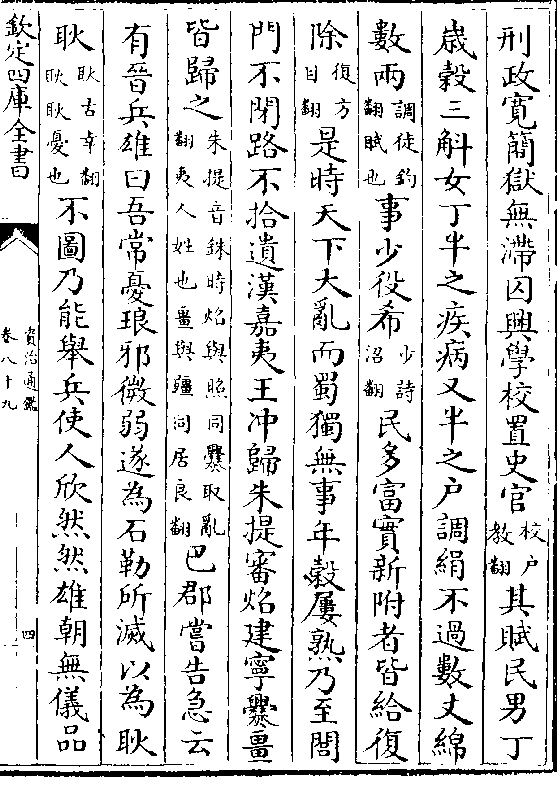 刑政寛簡獄無滯囚興學校置史官校户教翻其賦民男丁
歳穀三斛女丁半之疾病又半之户調絹不過數丈綿
數兩調徒釣翻賦也事少役希少詩沼翻民多富實新附者皆給復
除復方目翻是時天下大亂而蜀獨無事年穀屢熟乃至閭
門不閉路不拾遺漢嘉夷王冲歸朱提審炤建寧爨畺
皆歸之朱提音銖時炤與照同爨取亂翻夷人姓也畺與疆同居良翻巴郡嘗告急云
有晉兵雄曰吾常憂琅邪微弱遂為石勒所滅以為耿
耿耿古幸翻耿耿憂也不圖乃能舉兵使人欣然然雄朝無儀品
欽定四庫全書
資治通鑑
卷八十九
四